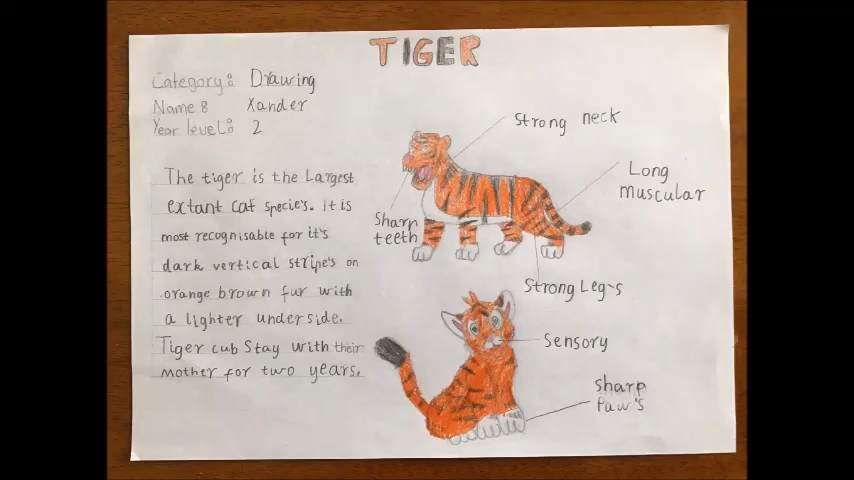 TIGER
Category: Drawing
Name 8 Xander
Year level: 2
The tiger is the Largest
extant cat species. It is
most recognisable for it's
dark vertical stripe's on
orange brown fur with
a lighter underside.
Tiger cub Stay with their
Mother for two years.
Strong neck
Long
muscular
Sharp
teeth
Strong Leg-s
Sensory
Sharp
Paw's